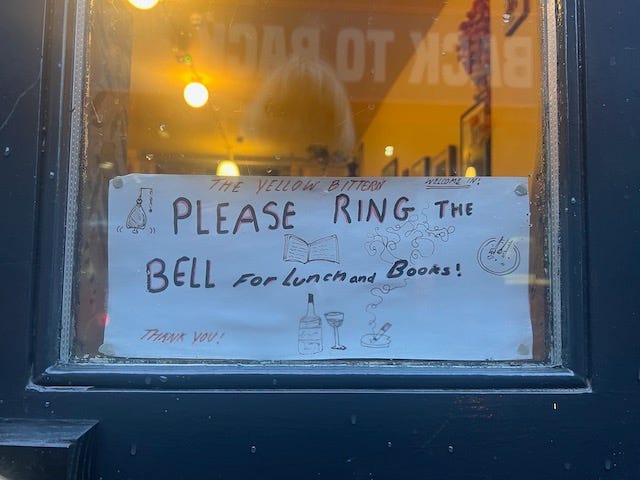 BACK TO BACK
THE YELLOW BITTERN WELCOME IN!
PLEASE RING THE
BELL FOR LUNCH and BOOKS!
THANK YOU!